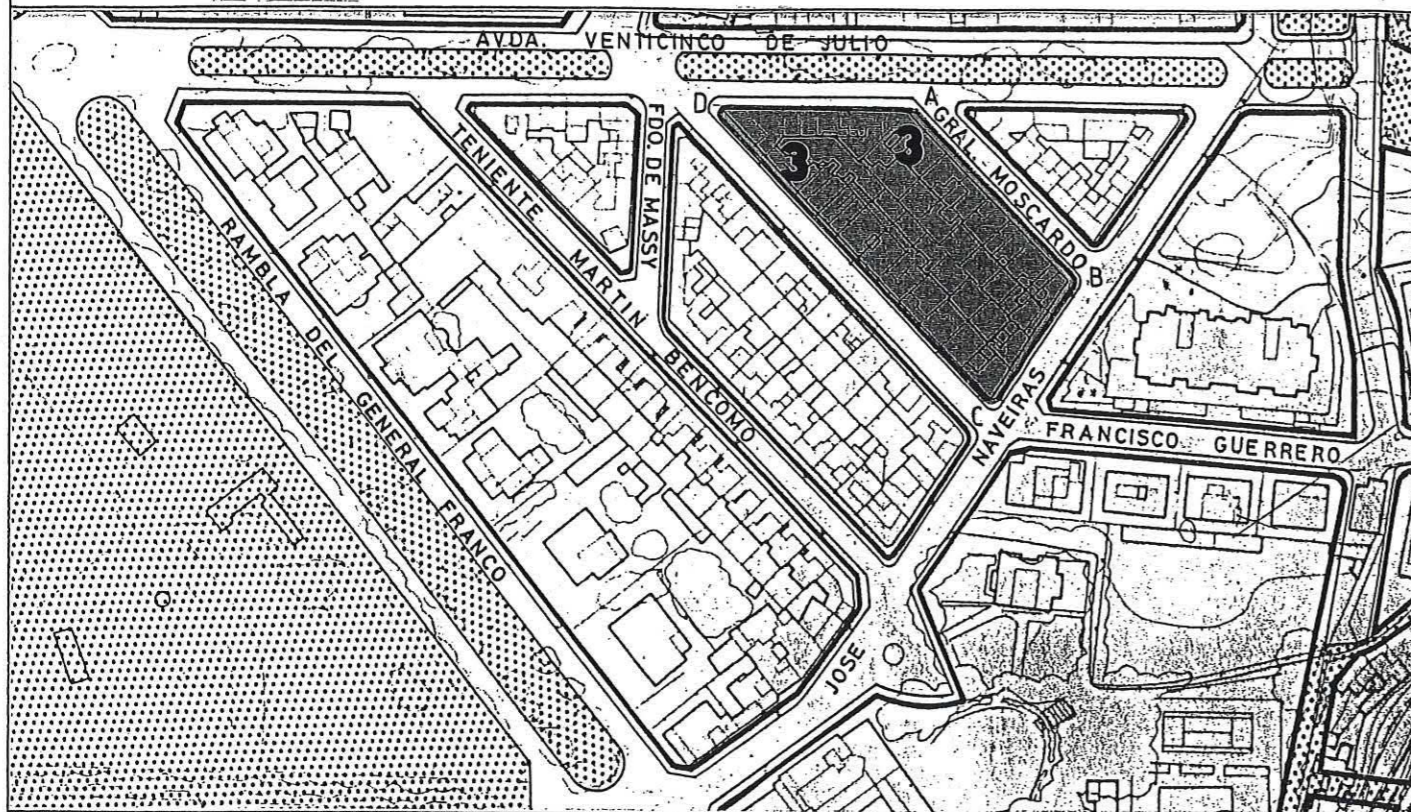 AVDA. VENTICINCO DE JULIO
D
A
GRAL. MOSCARDO
B
C
3
3
FDO. DE MASSY
TENIENTE MARTIN BENCOMO
RAMBLA DEL GENERAL FRANCO
JOSE NAVEIRAS
FRANCISCO GUERRERO